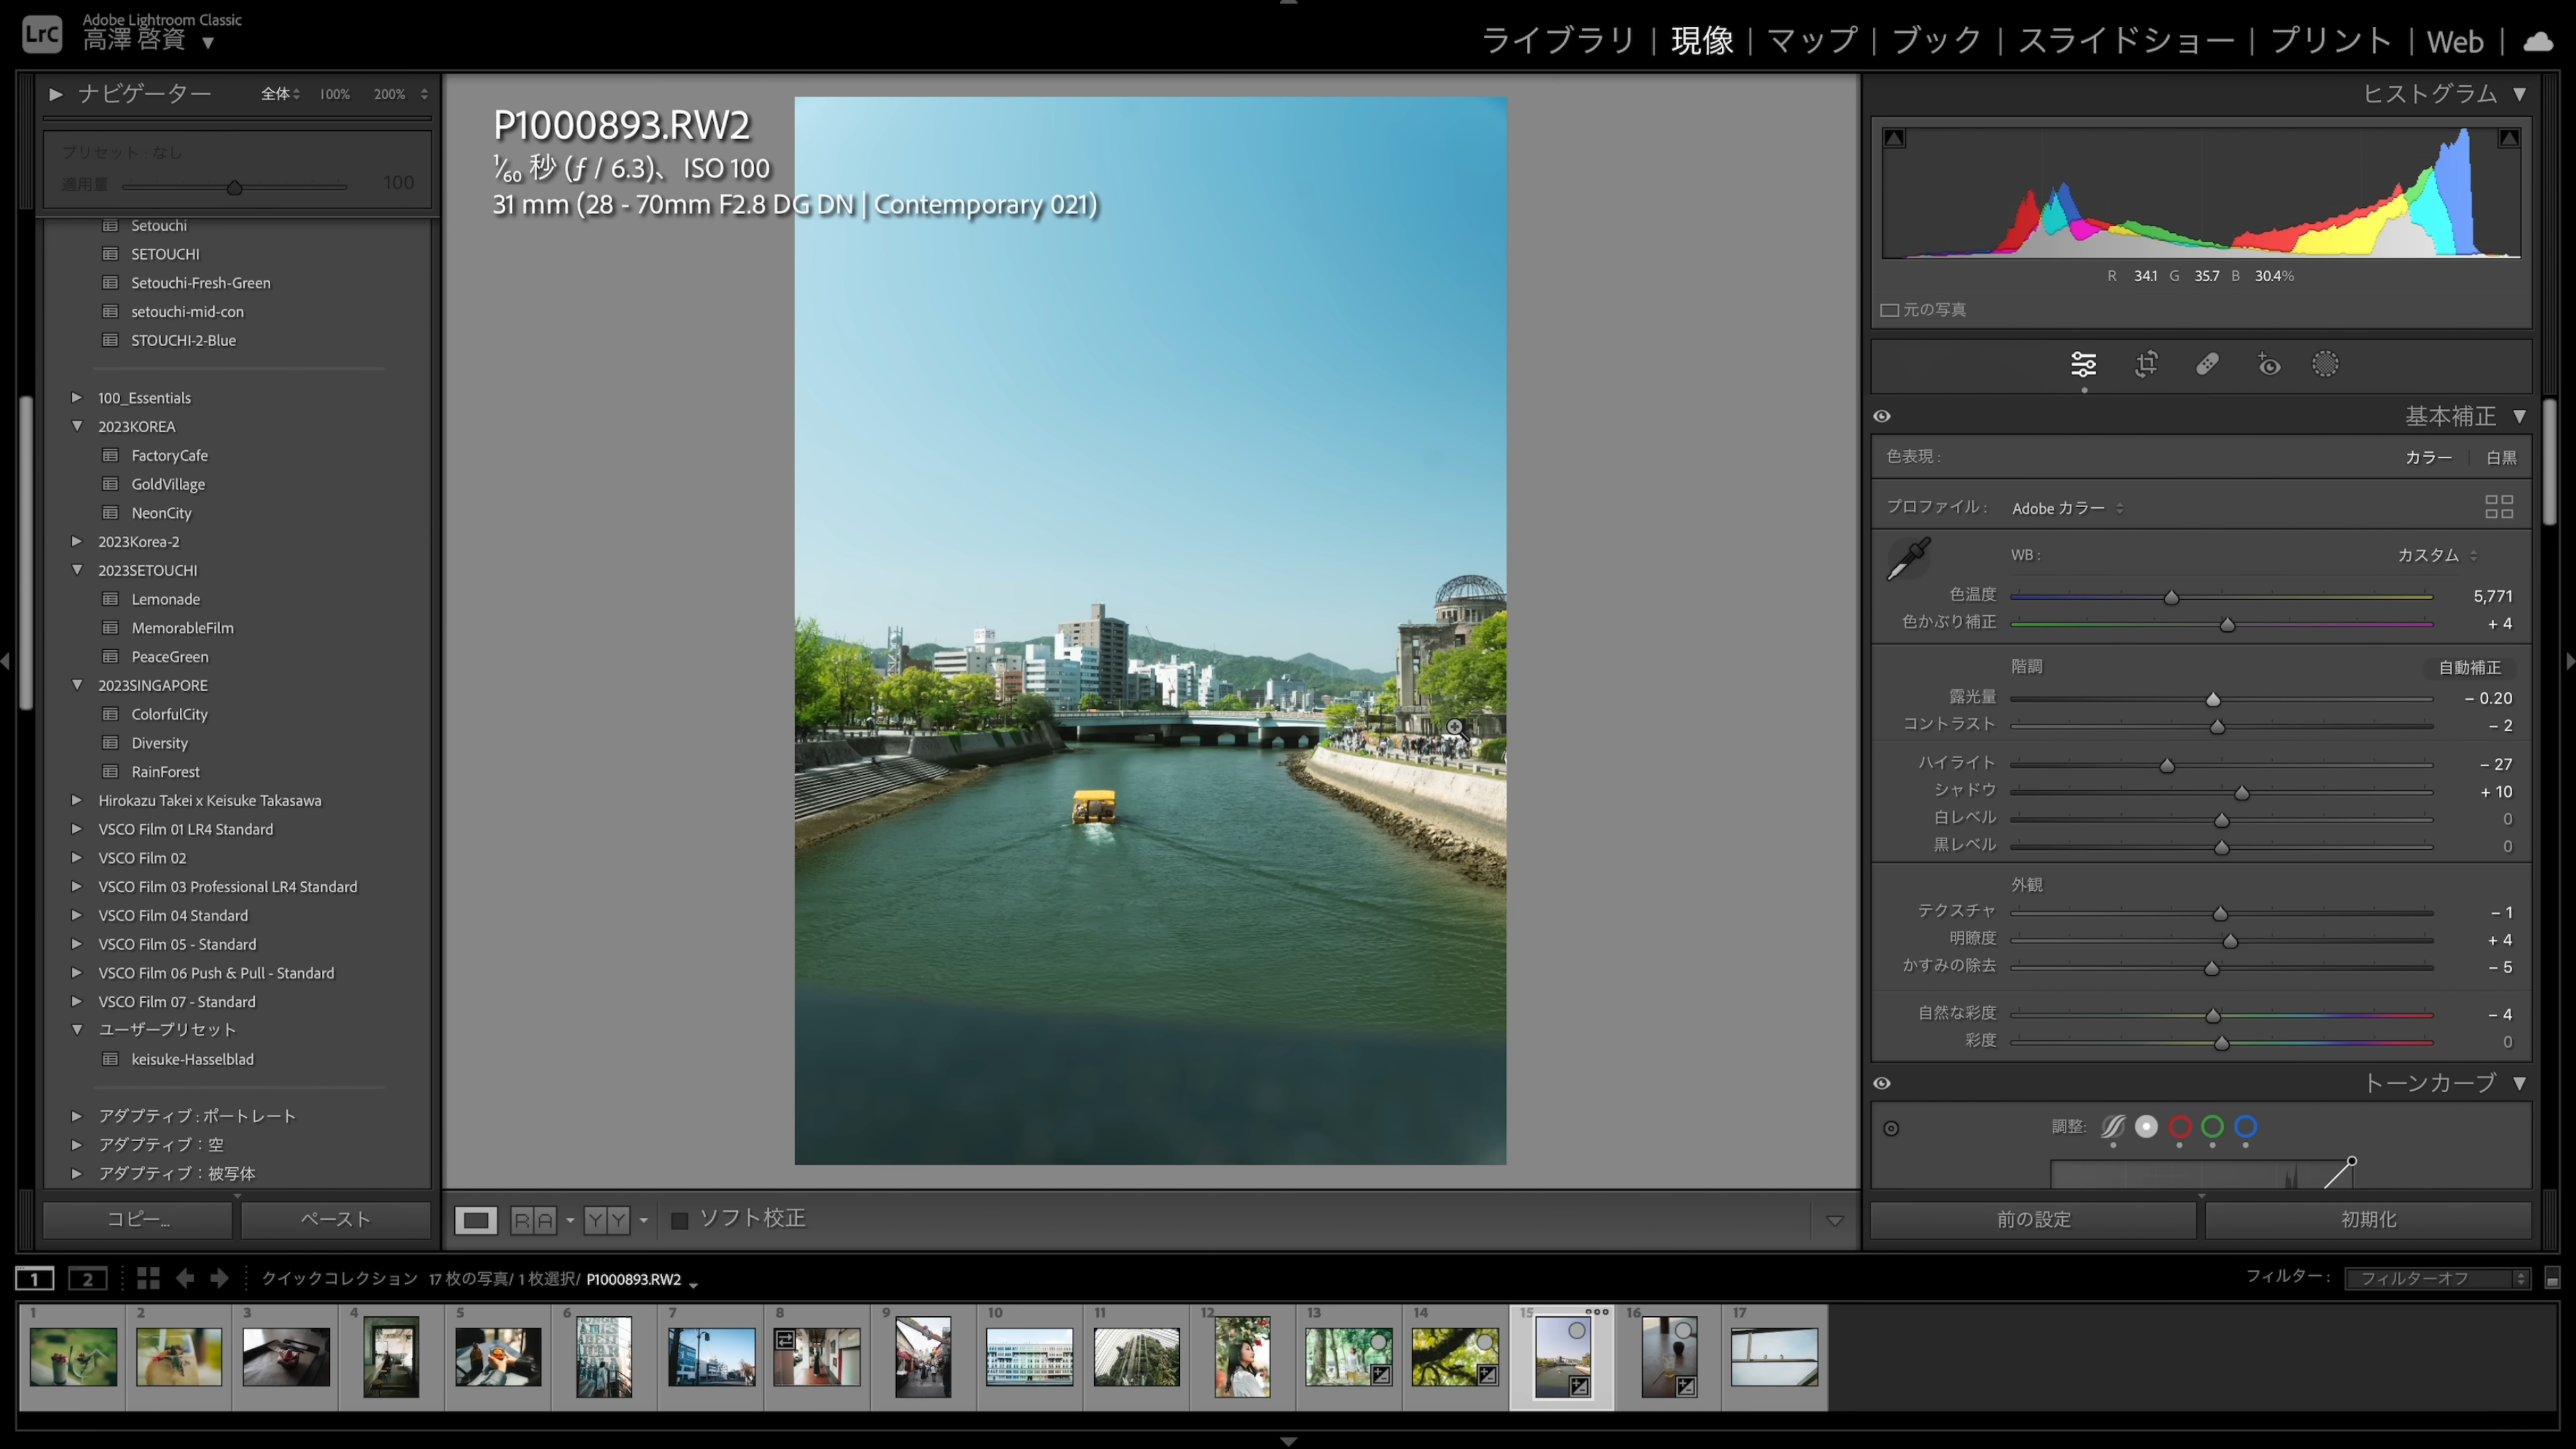 LrC
Adobe Lightroom Classic
高澤 啓資 ▼
ライブラリ | 現像 | マップ | ブック | スライドショー | プリント | Web |
ナビゲーター 全体 100% 200%
プリセット : なし
適用量 100
Setouchi
SETOUCHI
Setouchi-Fresh-Green
setouchi-mid-con
STOUCHI-2-Blue
100_Essentials
2023KOREA
FactoryCafe
GoldVillage
NeonCity
2023Korea-2
2023SETOUCHI
Lemonade
MemorableFilm
PeaceGreen
2023SINGAPORE
ColorfulCity
Diversity
RainForest
Hirokazu Takei x Keisuke Takasawa
VSCO Film 01 LR4 Standard
VSCO Film 02
VSCO Film 03 Professional LR4 Standard
VSCO Film 04 Standard
VSCO Film 05 - Standard
VSCO Film 06 Push & Pull - Standard
VSCO Film 07 - Standard
ユーザープリセット
keisuke-Hasselblad
アダプティブ : ポートレート
アダプティブ : 空
アダプティブ : 被写体
コピー... ペースト
P1000893.RW2
1/60 秒 (ƒ / 6.3)、ISO 100
31 mm (28 - 70mm F2.8 DG DN | Contemporary 021)
R A Y Y ソフト校正
ヒストグラム
R 34.1 G 35.7 B 30.4%
元の写真
基本補正
色表現 : カラー 白黒
プロファイル : Adobe カラー
WB : カスタム
色温度 5,771
色かぶり補正 + 4
階調 自動補正
露光量 - 0.20
コントラスト - 2
ハイライト - 27
シャドウ + 10
白レベル 0
黒レベル 0
外観
テクスチャ - 1
明瞭度 + 4
かすみの除去 - 5
自然な彩度 - 4
彩度 0
トーンカーブ
調整:
前の設定 初期化
1 2 クイックコレクション 17 枚の写真/ 1 枚選択/ P1000893.RW2
フィルター : フィルターオフ
1 2 3 4 5 6 7 8 9 10 11 12 13 14 15 16 17